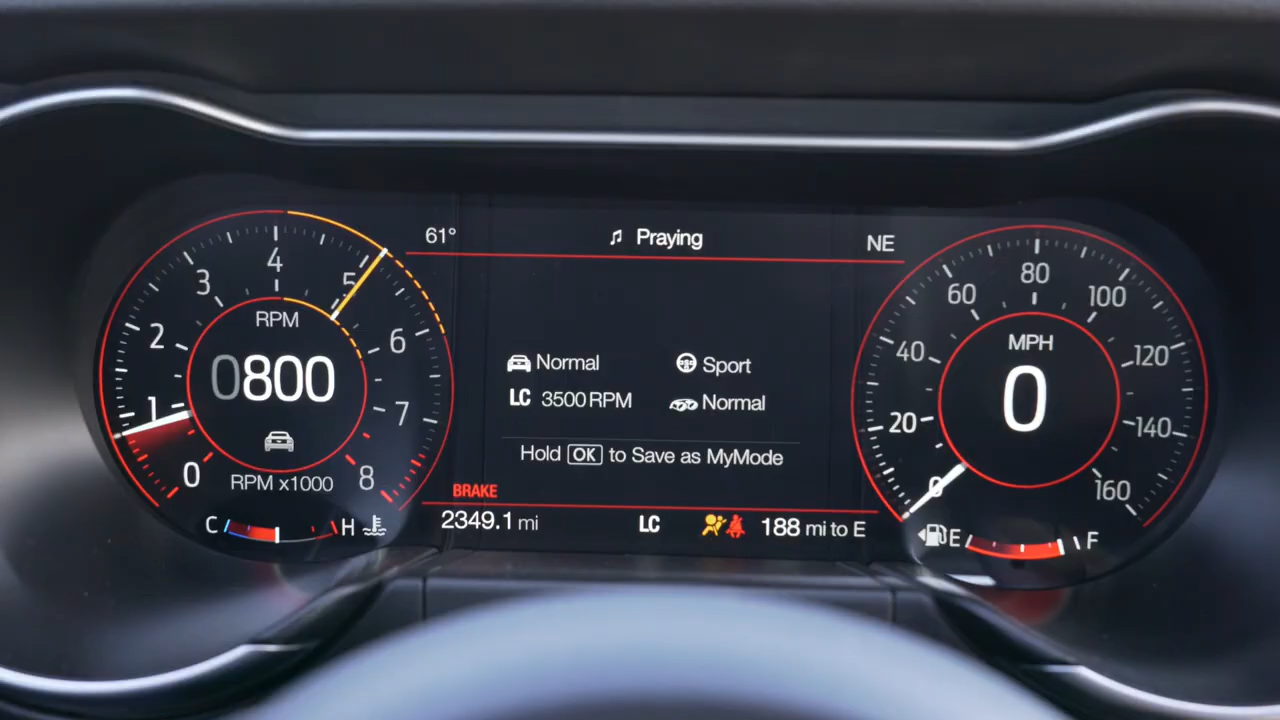 61° Praying NE
4
3 5
2 6
1 7
0 8
RPM
0800
RPM x1000
C H
Normal Sport
LC 3500 RPM Normal
Hold OK to Save as MyMode
BRAKE
2349.1 mi LC 188 mi to E
80
60 100
40 120
20 140
0 160
MPH
0
E F